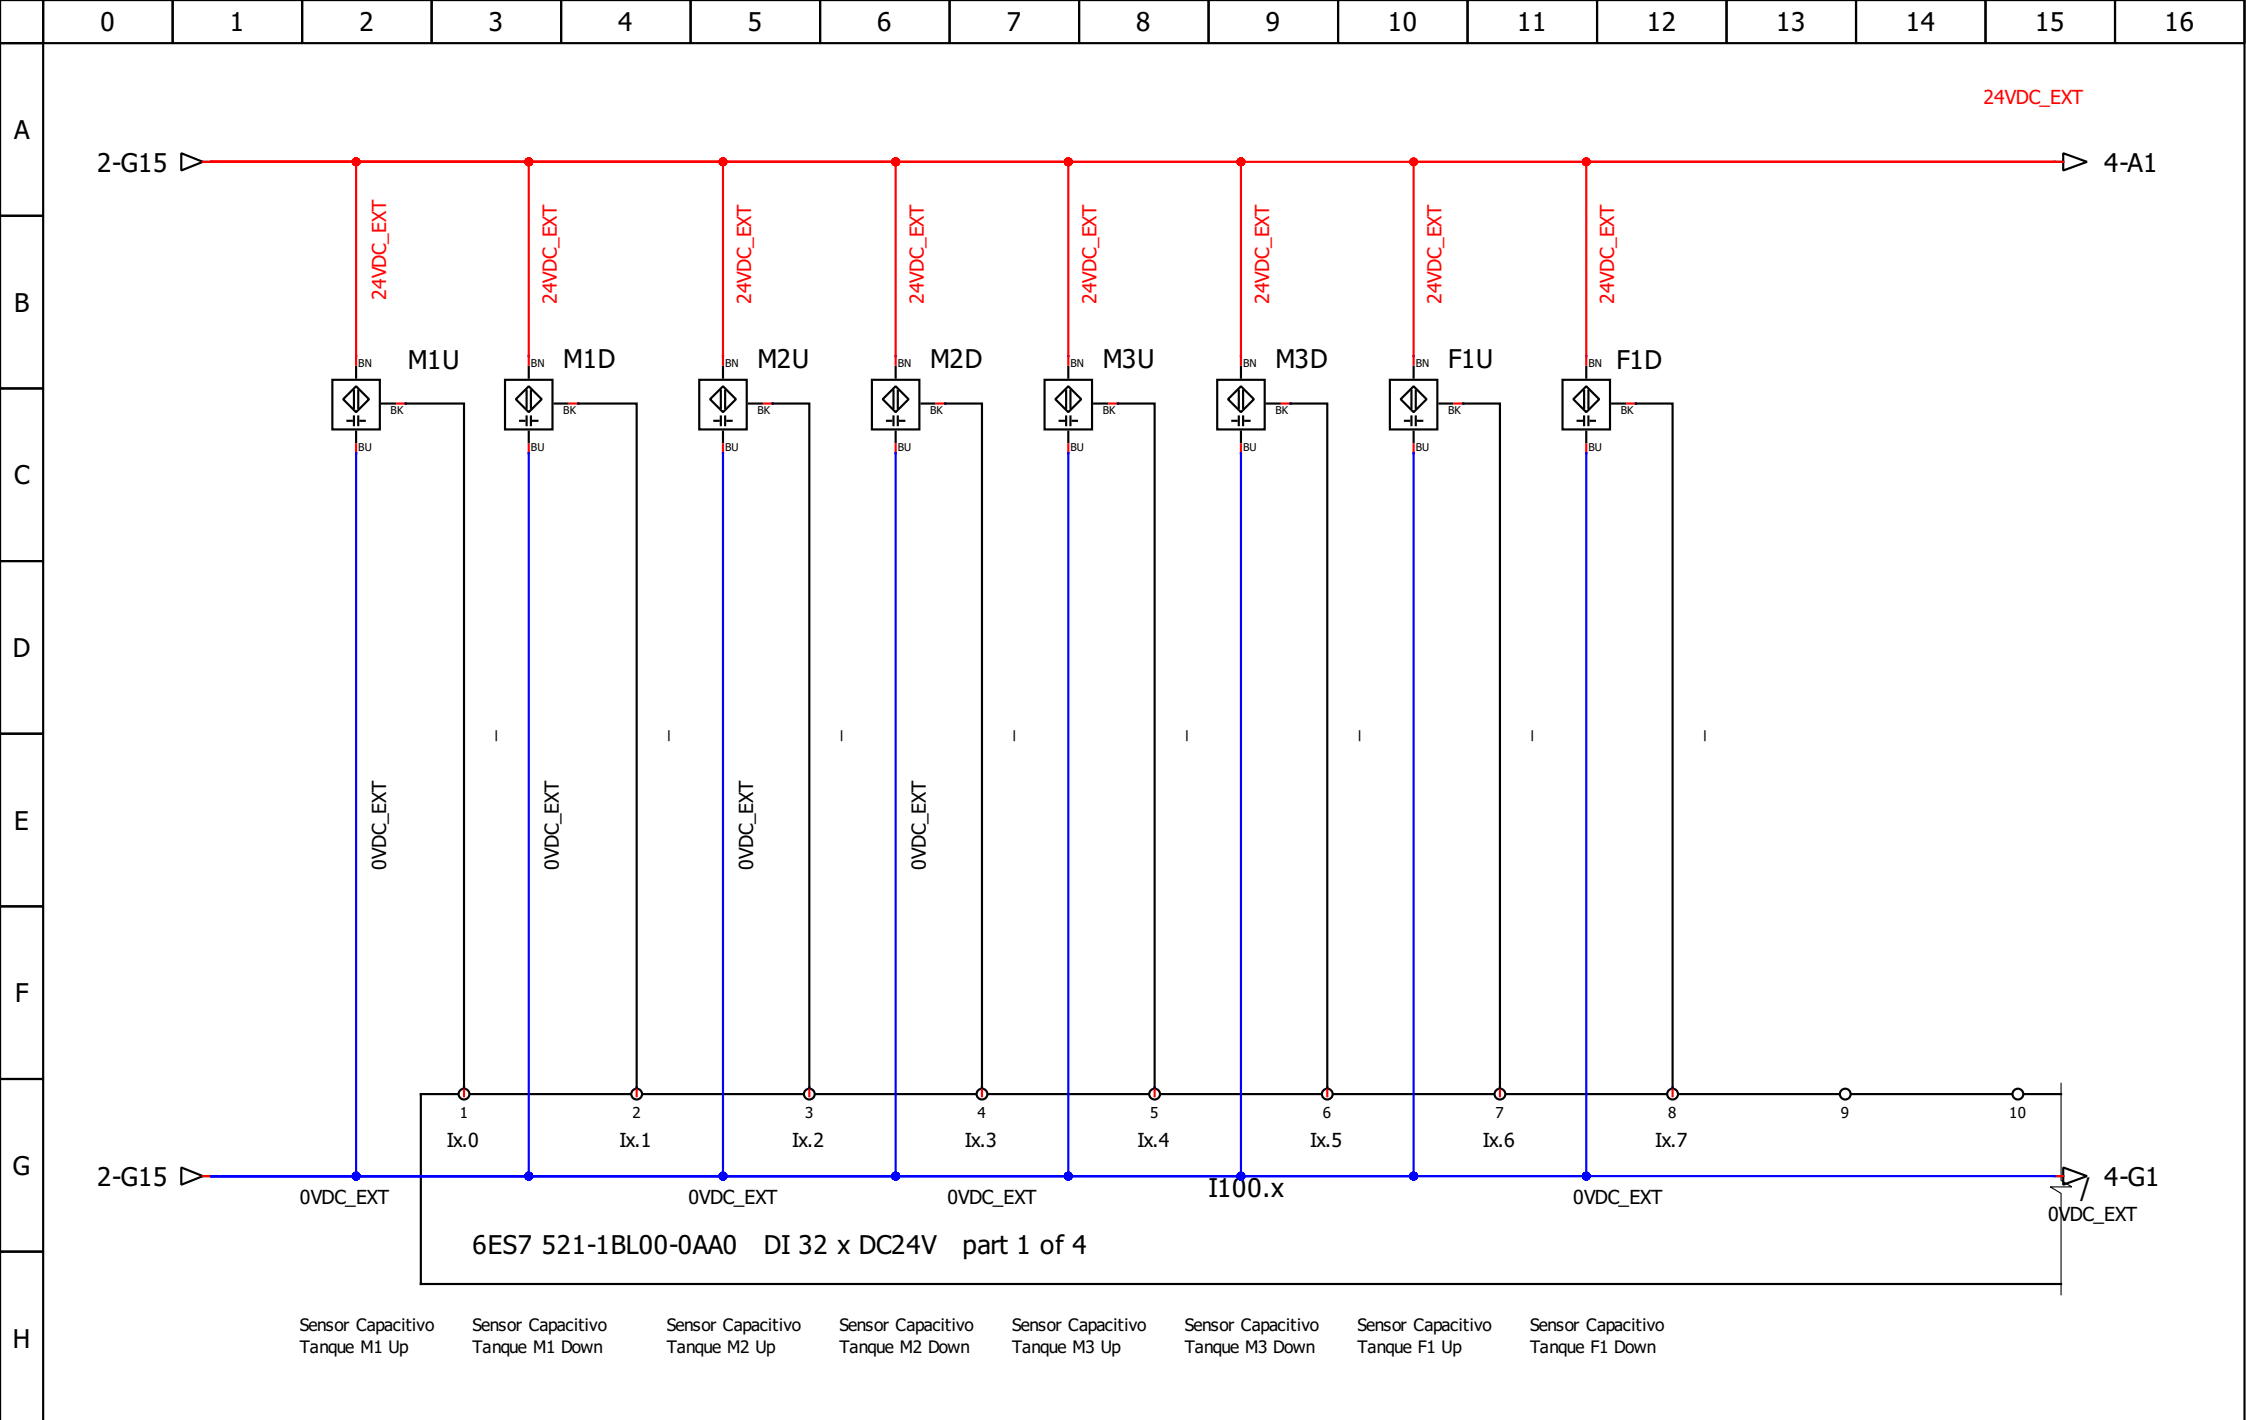 0 1 2 3 4 5 6 7 8 9 10 11 12 13 14 15 16
24VDC_EXT
A
2-G15 4-A1
24VDC_EXT 24VDC_EXT 24VDC_EXT 24VDC_EXT 24VDC_EXT 24VDC_EXT 24VDC_EXT 24VDC_EXT
B
BN M1U BN M1D BN M2U BN M2D BN M3U BN M3D BN F1U BN F1D
BK BK BK BK BK BK BK BK
BU BU BU BU BU BU BU BU
C
D
E
0VDC_EXT 0VDC_EXT 0VDC_EXT 0VDC_EXT
F
1 2 3 4 5 6 7 8 9 10
Ix.0 Ix.1 Ix.2 Ix.3 Ix.4 Ix.5 Ix.6 Ix.7
G
2-G15 4-G1
0VDC_EXT 0VDC_EXT 0VDC_EXT I100.x 0VDC_EXT 0VDC_EXT
6ES7 521-1BL00-0AA0 DI 32 x DC24V part 1 of 4
H
Sensor Capacitivo Sensor Capacitivo Sensor Capacitivo Sensor Capacitivo Sensor Capacitivo Sensor Capacitivo Sensor Capacitivo Sensor Capacitivo
Tanque M1 Up Tanque M1 Down Tanque M2 Up Tanque M2 Down Tanque M3 Up Tanque M3 Down Tanque F1 Up Tanque F1 Down